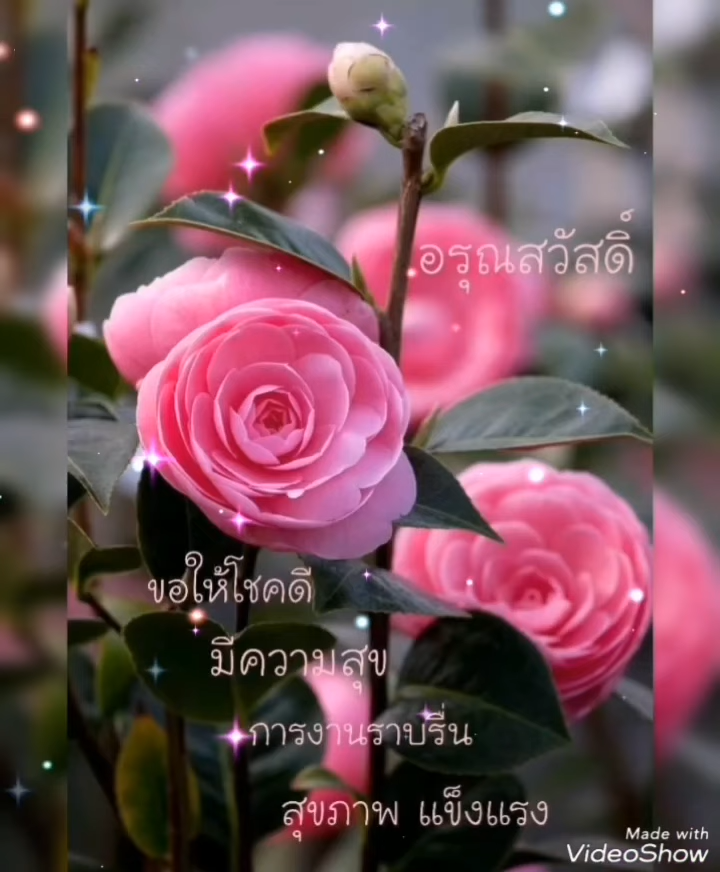 อรุณสวัสดิ์
ขอให้โชคดี
มีความสุข
การงานราบรื่น
สุขภาพ แข็งแรง
Made with
VideoShow